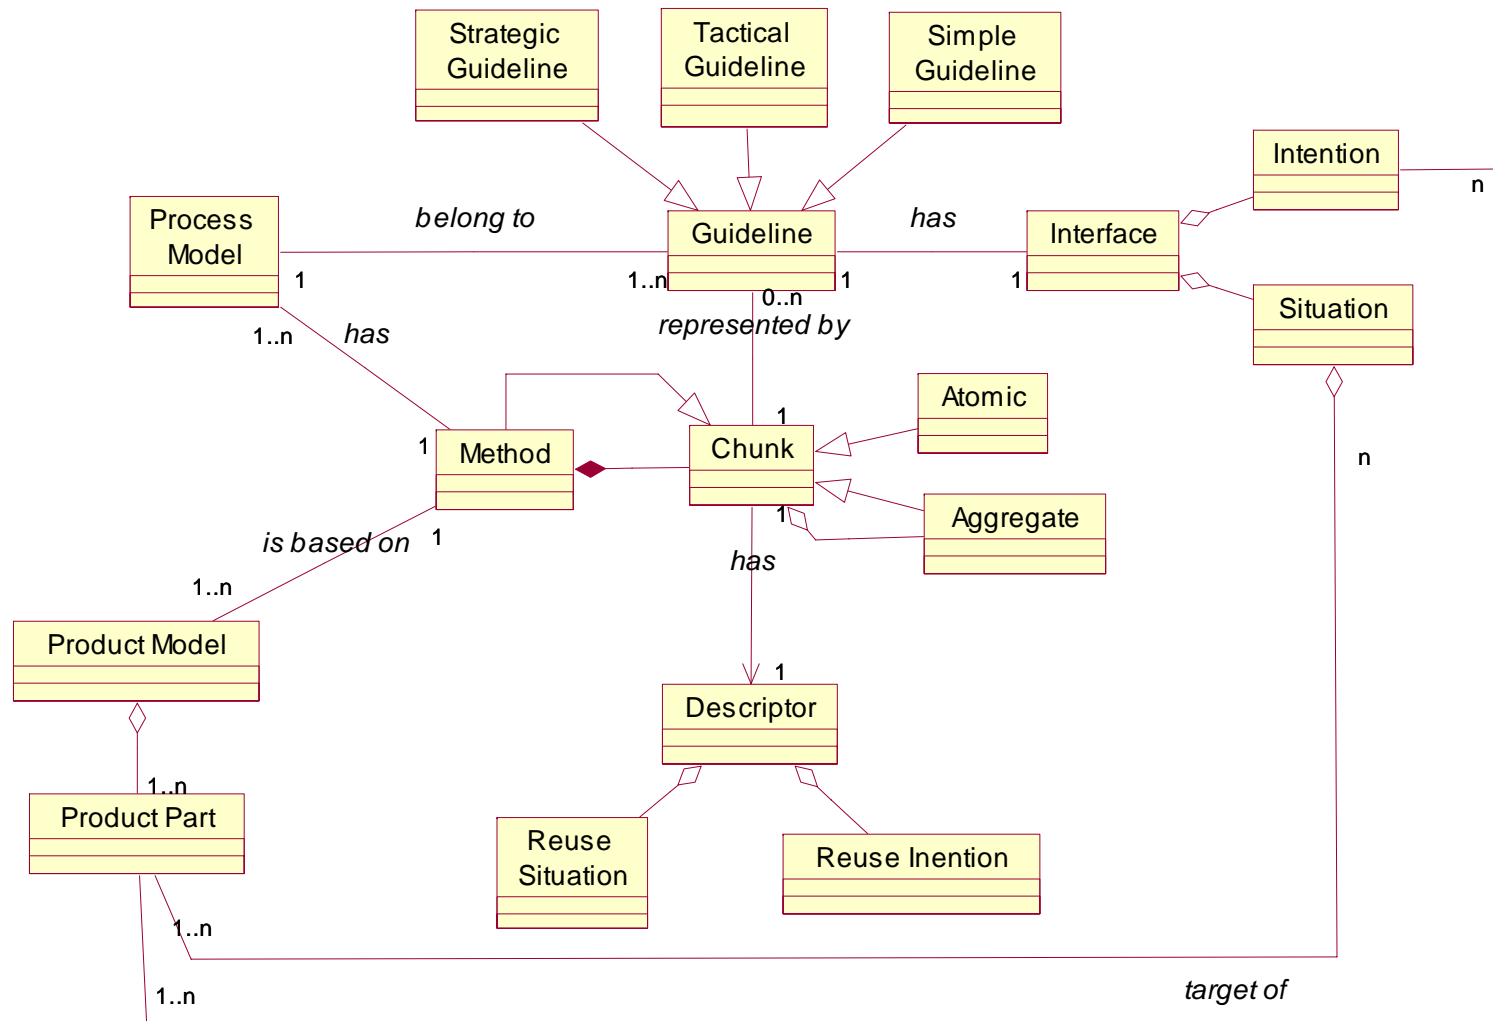 Strategic
Guideline
Tactical
Guideline
Simple
Guideline
Intention
n
Process
Model
belong to
Guideline
has
Interface
1
1..n
0..n
1
1
represented by
Situation
1..n
has
Atomic
1
1
Method
Chunk
n
1
Aggregate
is based on
1
has
1..n
Product Model
1
Descriptor
1..n
Product Part
Reuse
Situation
Reuse Inention
1..n
1..n
target of